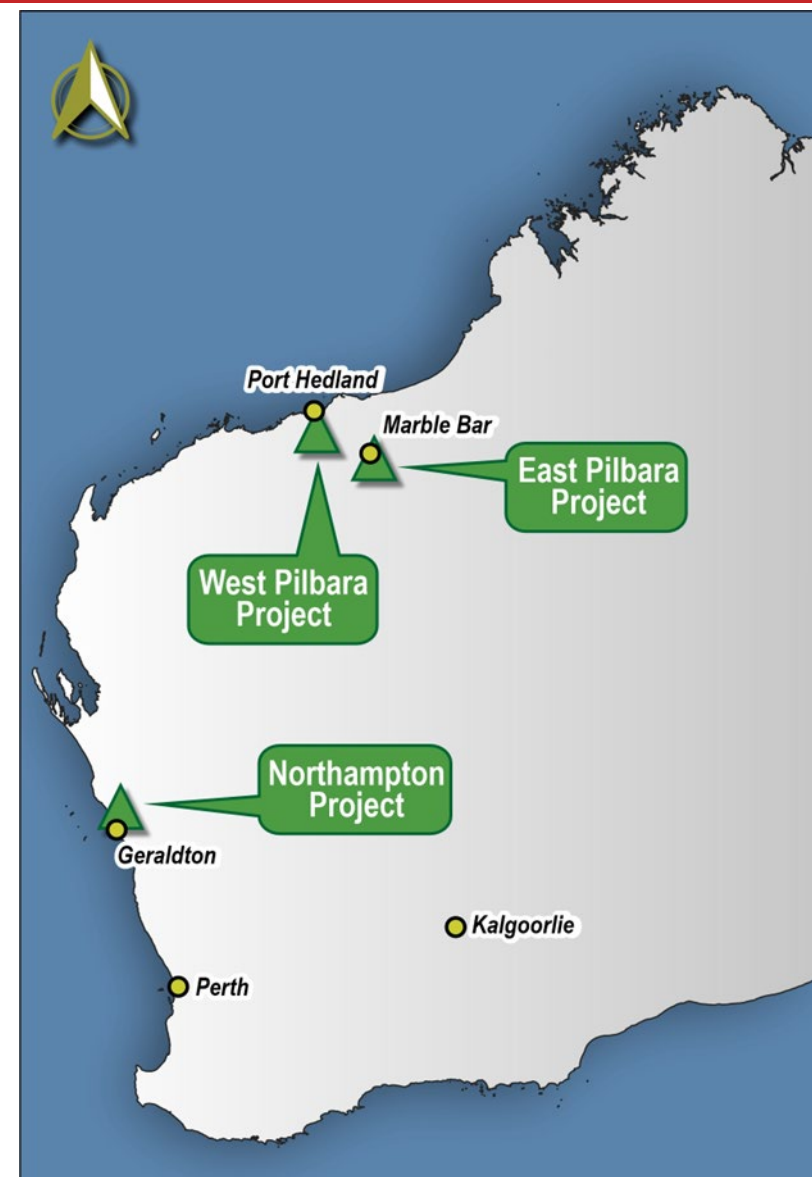 Port Hedland
Marble Bar
East Pilbara
Project
West Pilbara
Project
Northampton
Project
Geraldton
Kalgoorlie
Perth